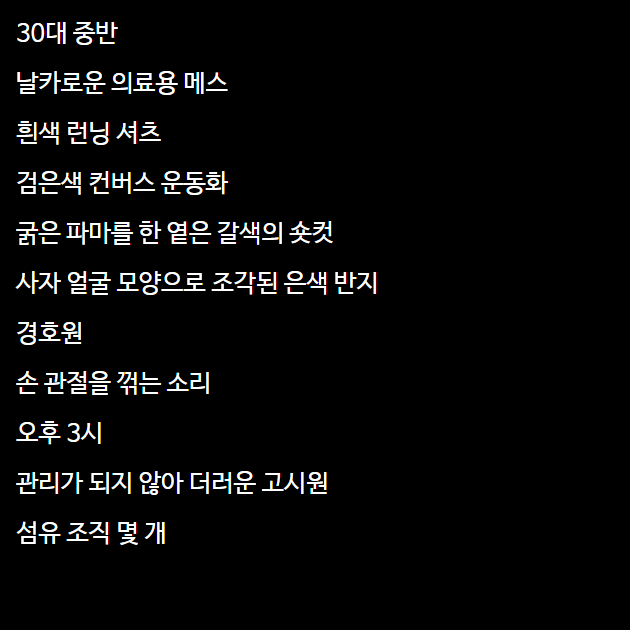 30대 중반
날카로운 의료용 메스
흰색 런닝 셔츠
검은색 컨버스 운동화
굵은 파마를 한 옅은 갈색의 숏컷
사자 얼굴 모양으로 조각된 은색 반지
경호원
손 관절을 꺾는 소리
오후 3시
관리가 되지 않아 더러운 고시원
섬유 조직 몇 개